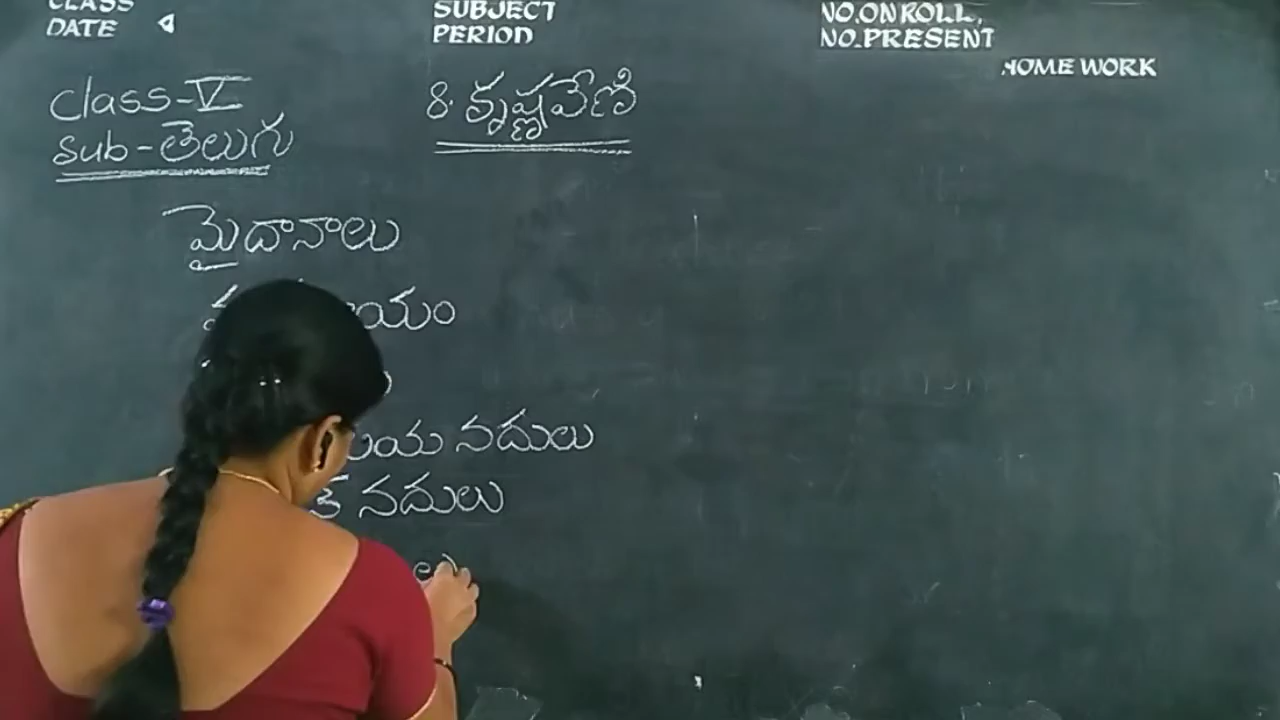 CLASS
DATE
SUBJECT
PERIOD
NO.ON ROLL,
NO.PRESENT
HOME WORK
class-V
sub-తెలుగు
8. కృష్ణవేణి
మైదానాలు
నదులు
నదులు